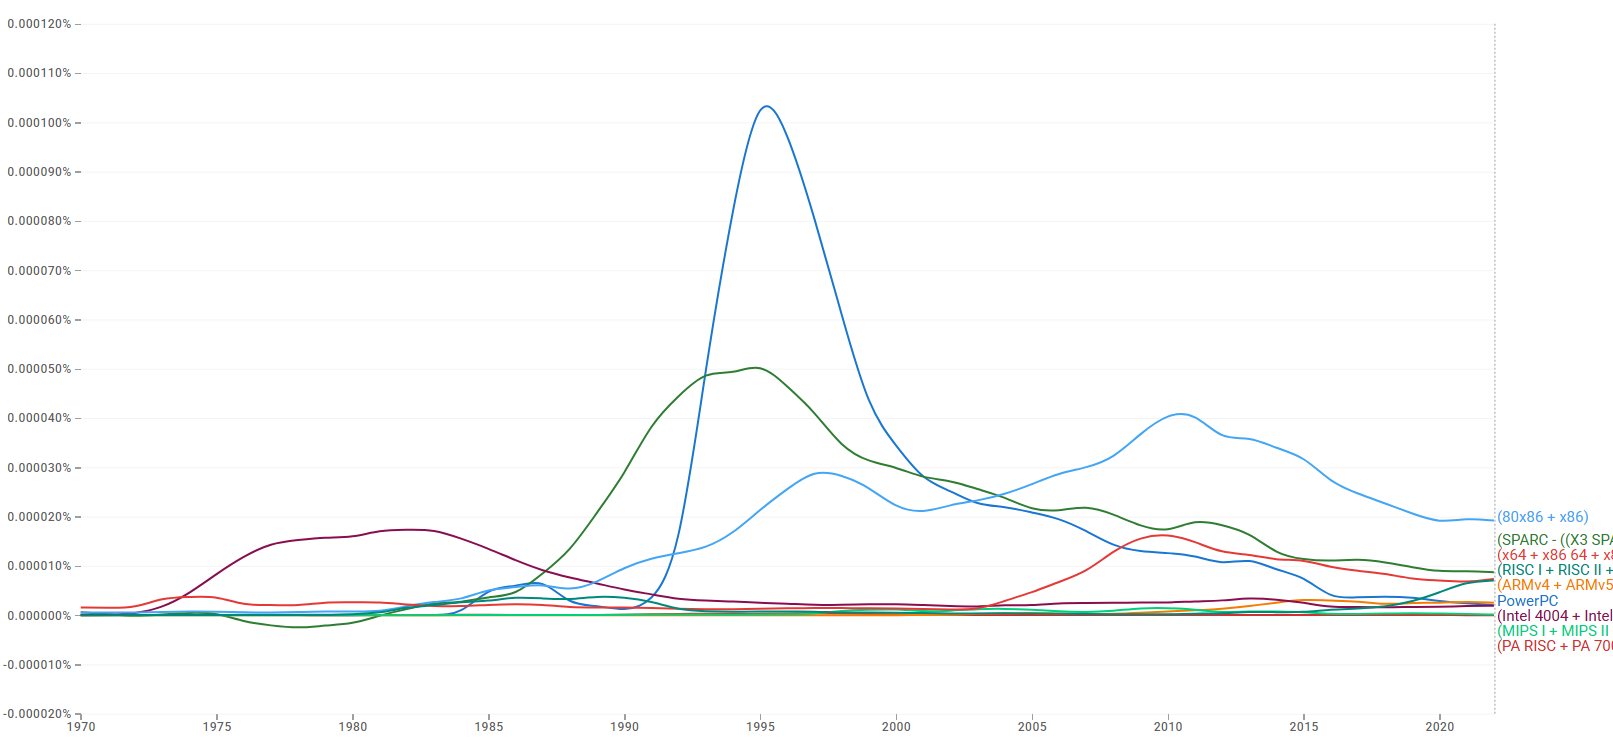 0.000120%
0.000110%
0.000100%
0.000090%
0.000080%
0.000070%
0.000060%
0.000050%
0.000040%
0.000030%
0.000020%
0.000010%
0.000000%
-0.000010%
-0.000020%
1970 1975 1980 1985 1990 1995 2000 2005 2010 2015 2020
(80x86 + x86)
(SPARC - ((X3 SPA
(x64 + x86 64 + x8
(RISC I + RISC II +
(ARMv4 + ARMv5
PowerPC
(Intel 4004 + Intel
(MIPS I + MIPS II
(PA RISC + PA 700